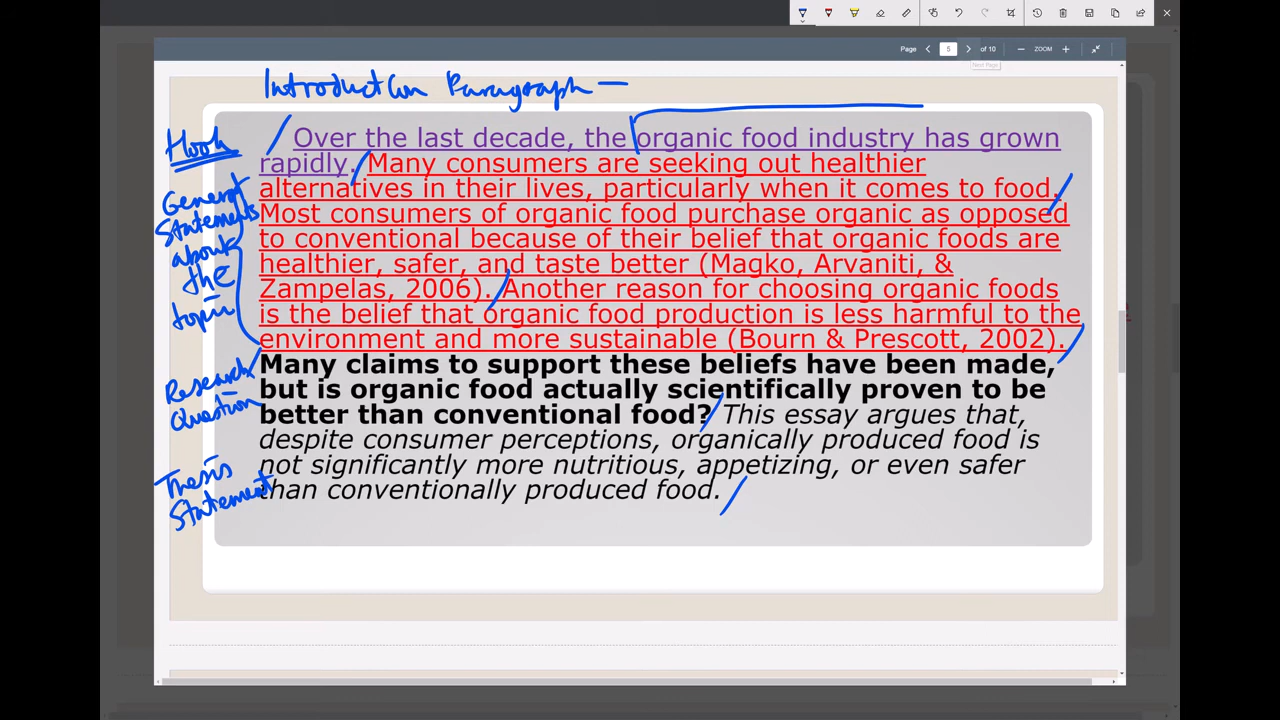 Page 5 of 10 ZOOM
Next Page
Introduction Paragraph —
Hook
General
Statements
about
the
topic
Research
Question
Thesis
Statement
Over the last decade, the organic food industry has grown
rapidly. Many consumers are seeking out healthier
alternatives in their lives, particularly when it comes to food.
Most consumers of organic food purchase organic as opposed
to conventional because of their belief that organic foods are
healthier, safer, and taste better (Magko, Arvaniti, &
Zampelas, 2006). Another reason for choosing organic foods
is the belief that organic food production is less harmful to the
environment and more sustainable (Bourn & Prescott, 2002).
Many claims to support these beliefs have been made,
but is organic food actually scientifically proven to be
better than conventional food? This essay argues that,
despite consumer perceptions, organically produced food is
not significantly more nutritious, appetizing, or even safer
than conventionally produced food.